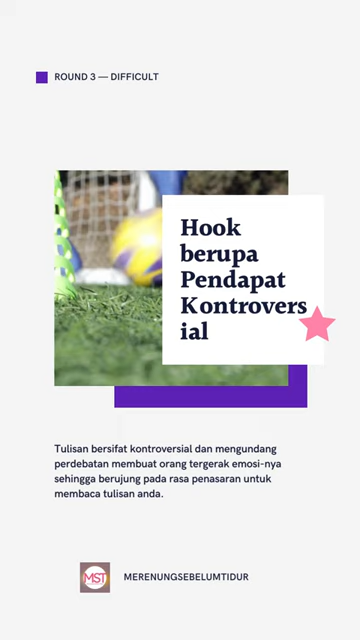 ROUND 3 — DIFFICULT
Hook
berupa
Pendapat
Kontrovers
ial
Tulisan bersifat kontroversial dan mengundang
perdebatan membuat orang tergerak emosi-nya
sehingga berujung pada rasa penasaran untuk
membaca tulisan anda.
MST
MERENUNGSEBELUMTIDUR